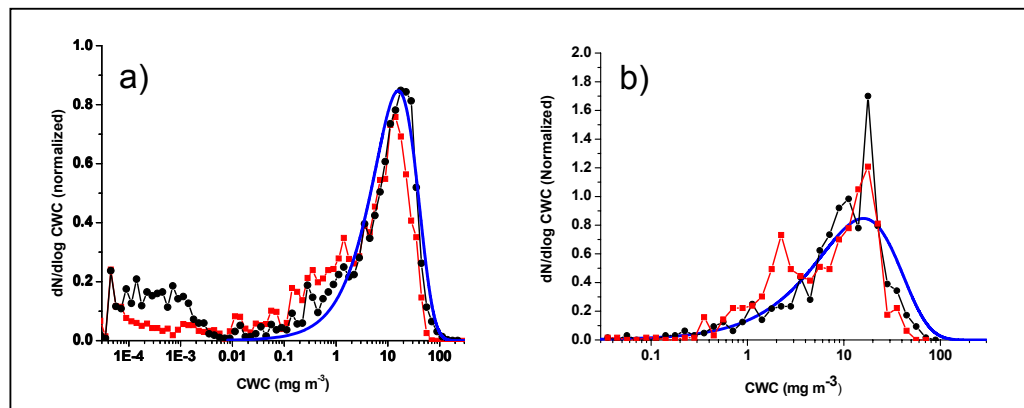 a)
dN/dlog CWC (normalized)
1.0
0.8
0.6
0.4
0.2
0.0
1E-4 1E-3 0.01 0.1 1 10 100
CWC (mg m-3)
b)
dN/dlog CWC (Normalized)
2.0
1.8
1.6
1.4
1.2
1.0
0.8
0.6
0.4
0.2
0.0
0.1 1 10 100
CWC (mg m-3)